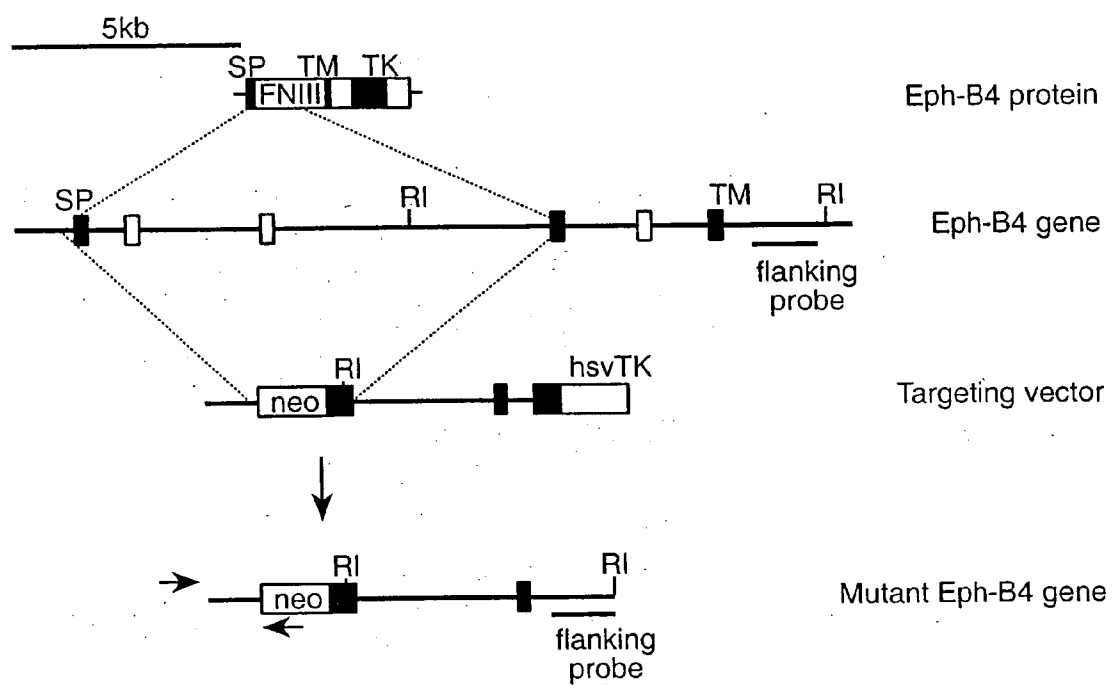 5kb
SP TM TK
FNIII
Eph-B4 protein
SP RI TM RI
Eph-B4 gene
flanking
probe
RI hsvTK
neo
Targeting vector
RI RI
neo
Mutant Eph-B4 gene
flanking
probe